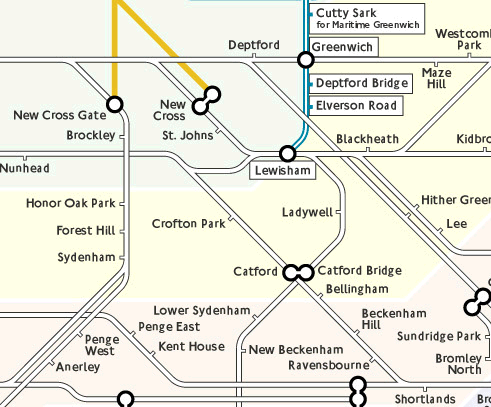 Cutty Sark
for Maritime Greenwich
Deptford
Greenwich
Westcom
Park
Maze
Hill
Deptford Bridge
Elverson Road
New Cross Gate
New
Cross
St. Johns
Brockley
Blackheath
Kidbro
Nunhead
Lewisham
Honor Oak Park
Forest Hill
Sydenham
Crofton Park
Ladywell
Hither Green
Lee
Catford
Catford Bridge
Bellingham
Lower Sydenham
Penge East
Kent House
Penge
West
Anerley
Beckenham
Hill
New Beckenham
Ravensbourne
Sundridge Park
Bromley
North
Shortlands
Bro